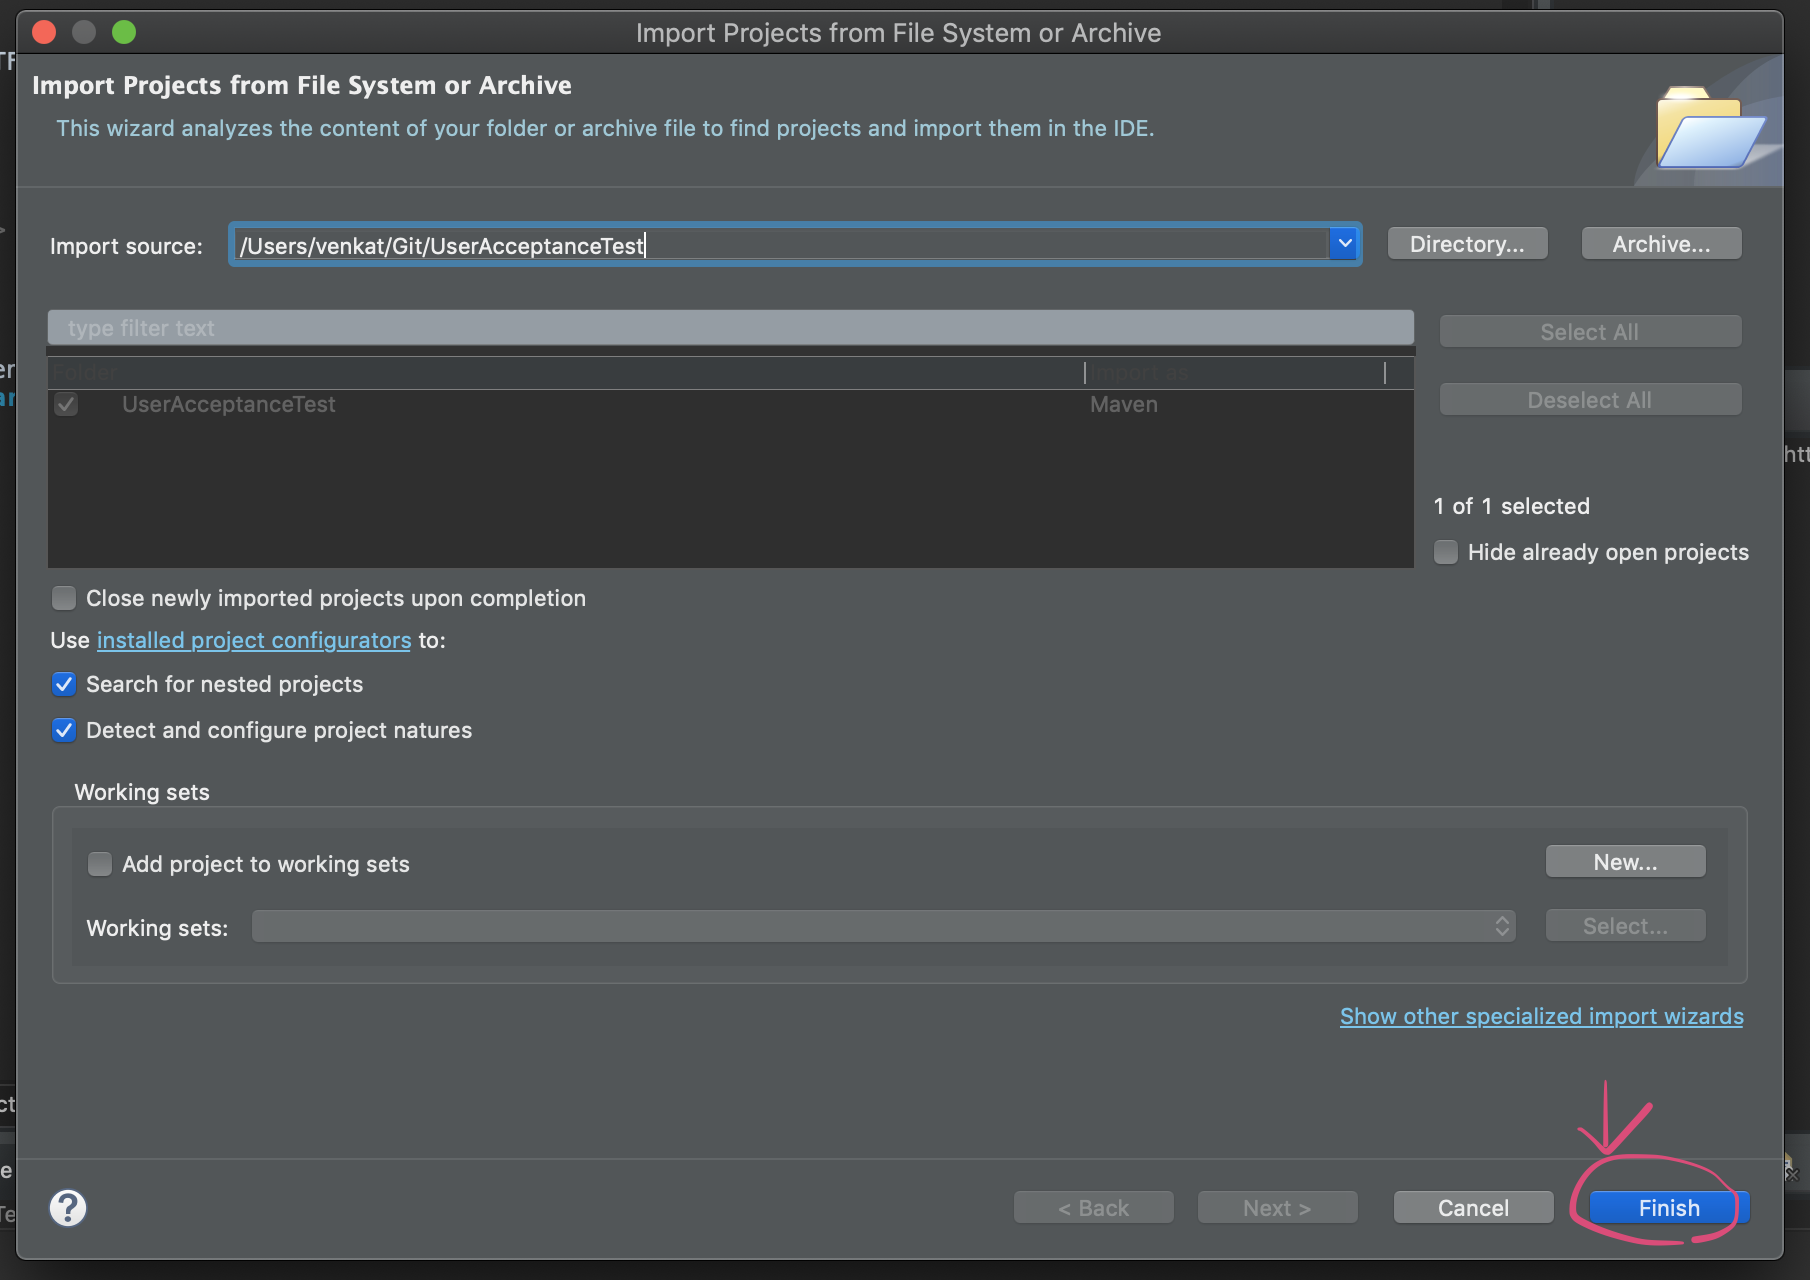 Import Projects from File System or Archive
Import Projects from File System or Archive
This wizard analyzes the content of your folder or archive file to find projects and import them in the IDE.
Import source: /Users/venkat/Git/UserAcceptanceTest Directory... Archive...
type filter text Select All
Folder Import as
UserAcceptanceTest Maven Deselect All
1 of 1 selected
Hide already open projects
Close newly imported projects upon completion
Use installed project configurators to:
Search for nested projects
Detect and configure project natures
Working sets
Add project to working sets New...
Working sets: Select...
Show other specialized import wizards
? < Back Next > Cancel Finish